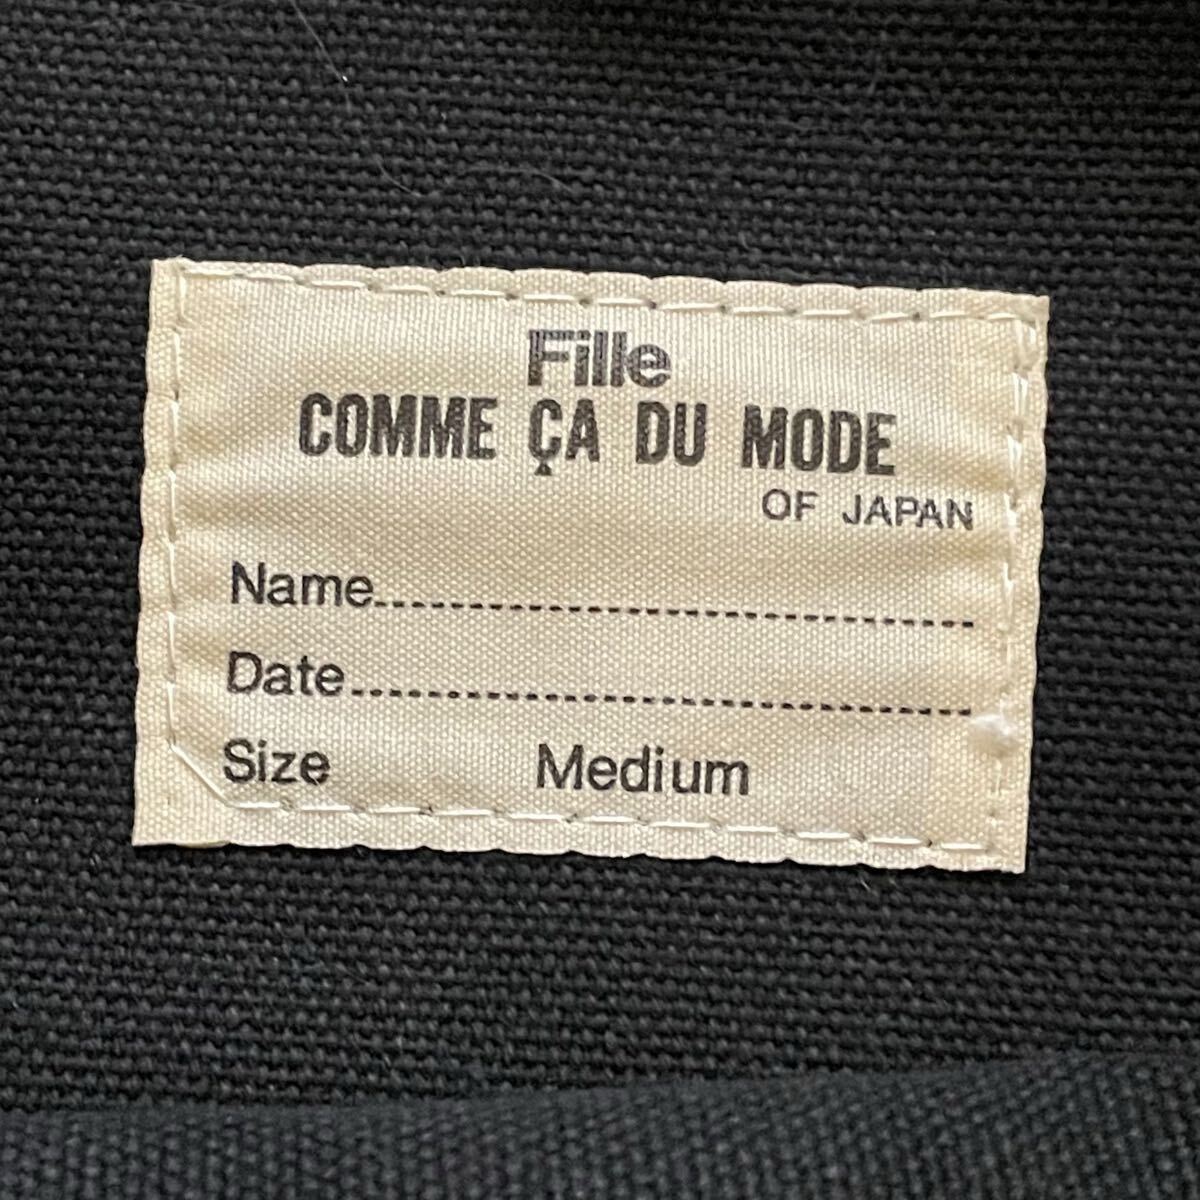 Fille
COMME ÇA DU MODE
OF JAPAN
Name
Date
Size Medium